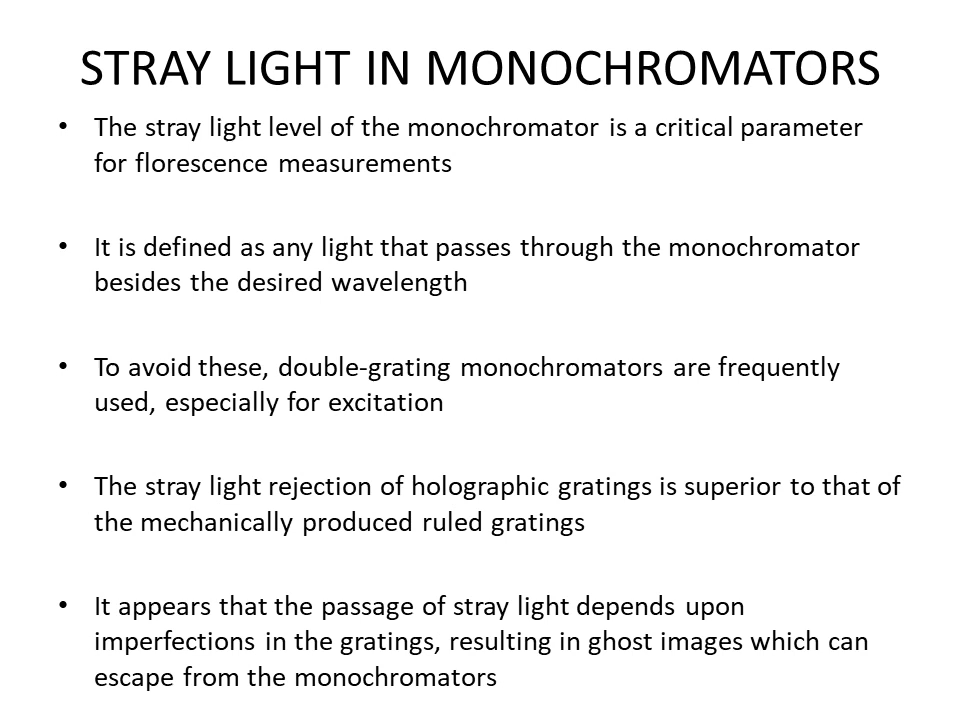 STRAY LIGHT IN MONOCHROMATORS
• The stray light level of the monochromator is a critical parameter
for florescence measurements
• It is defined as any light that passes through the monochromator
besides the desired wavelength
• To avoid these, double-grating monochromators are frequently
used, especially for excitation
• The stray light rejection of holographic gratings is superior to that of
the mechanically produced ruled gratings
• It appears that the passage of stray light depends upon
imperfections in the gratings, resulting in ghost images which can
escape from the monochromators